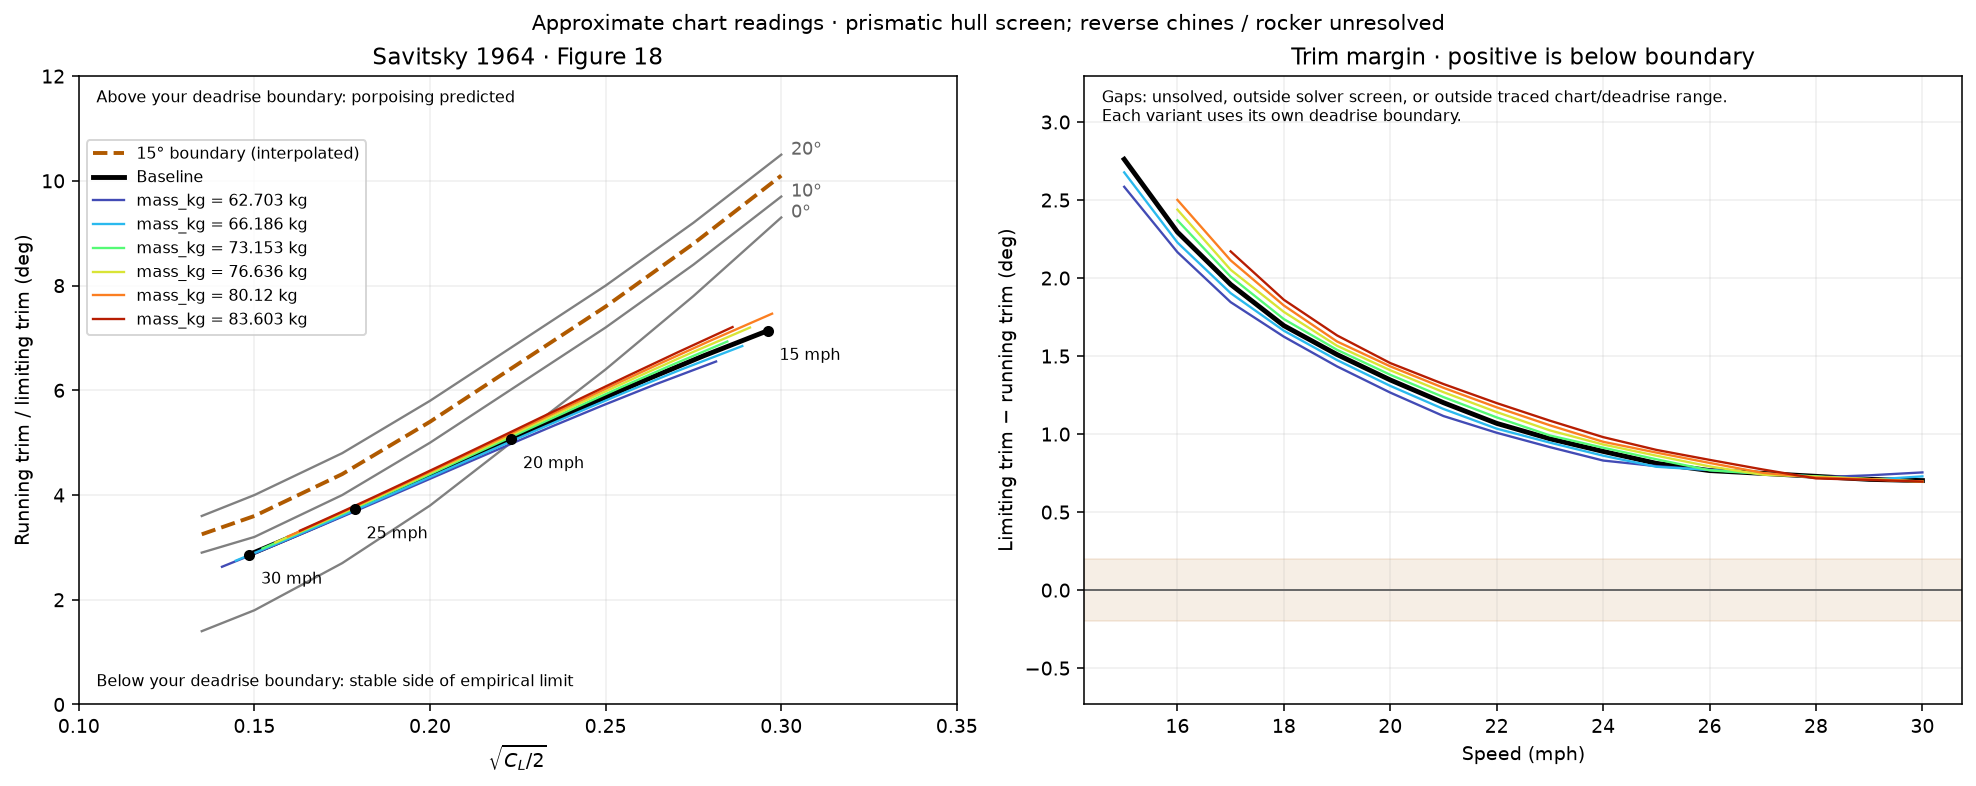 Approximate chart readings · prismatic hull screen; reverse chines / rocker unresolved
Savitsky 1964 · Figure 18
Above your deadrise boundary: porpoising predicted
15° boundary (interpolated)
Baseline
mass_kg = 62.703 kg
mass_kg = 66.186 kg
mass_kg = 73.153 kg
mass_kg = 76.636 kg
mass_kg = 80.12 kg
mass_kg = 83.603 kg
20°
10°
0°
15 mph
20 mph
25 mph
30 mph
Below your deadrise boundary: stable side of empirical limit
Running trim / limiting trim (deg)
12
10
8
6
4
2
0
0.10
0.15
0.20
0.25
0.30
0.35
√C_L/2
Trim margin · positive is below boundary
Gaps: unsolved, outside solver screen, or outside traced chart/deadrise range.
Each variant uses its own deadrise boundary.
Limiting trim − running trim (deg)
3.0
2.5
2.0
1.5
1.0
0.5
0.0
−0.5
16
18
20
22
24
26
28
30
Speed (mph)